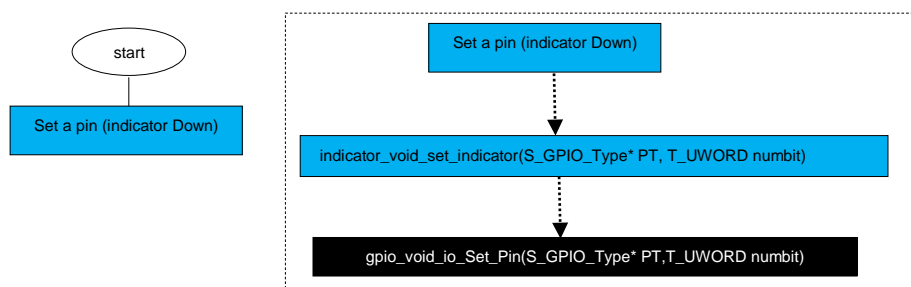 start
Set a pin (indicator Down)
Set a pin (indicator Down)
indicator_void_set_indicator(S_GPIO_Type* PT, T_UWORD numbit)
gpio_void_io_Set_Pin(S_GPIO_Type* PT,T_UWORD numbit)